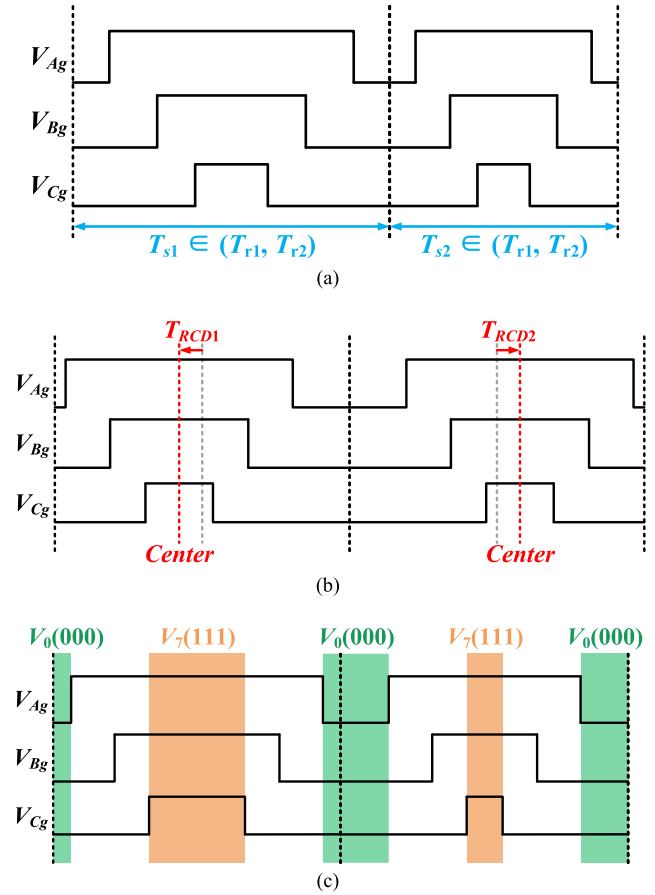 V_Ag
V_Bg
V_Cg
T_s1 ∈ (T_r1, T_r2) T_s2 ∈ (T_r1, T_r2)
(a)
T_RCD1 T_RCD2
V_Ag
V_Bg
V_Cg
Center Center
(b)
V_0(000) V_7(111) V_0(000) V_7(111) V_0(000)
V_Ag
V_Bg
V_Cg
(c)